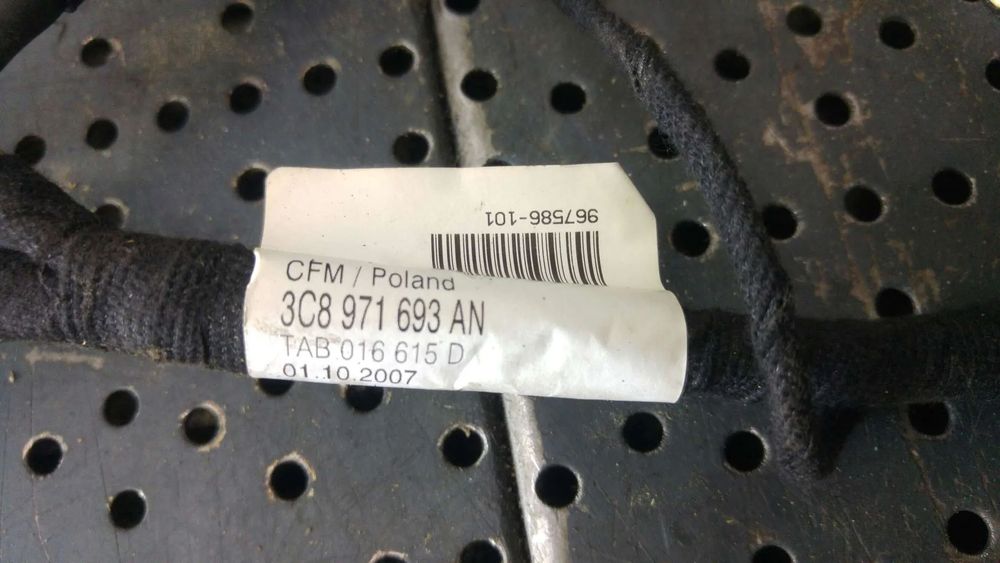 967586-101
CFM / Poland
3C8 971 693 AN
TAB 016 615 D
01.10.2007